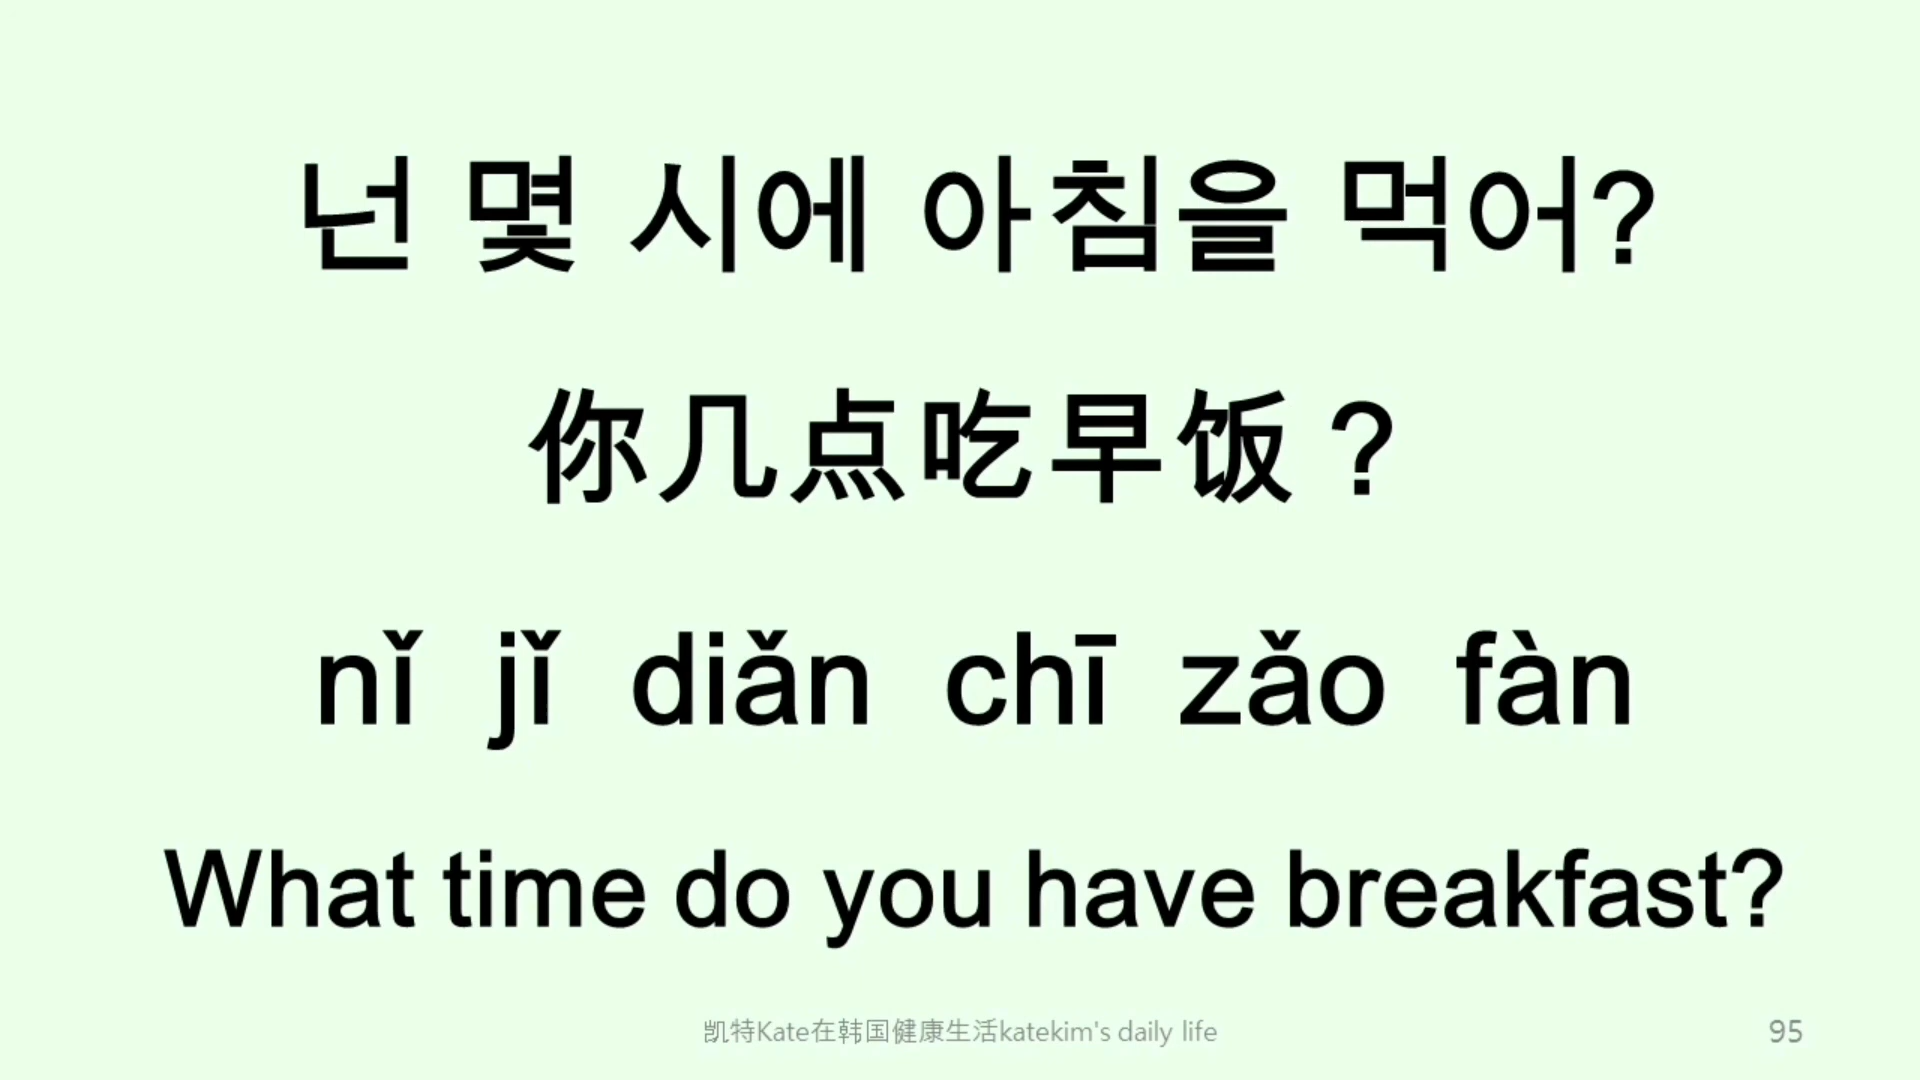 넌 몇 시에 아침을 먹어?
你几点吃早饭？
nǐ jǐ diǎn chī zǎo fàn
What time do you have breakfast?
凯特Kate在韩国健康生活katekim's daily life
95